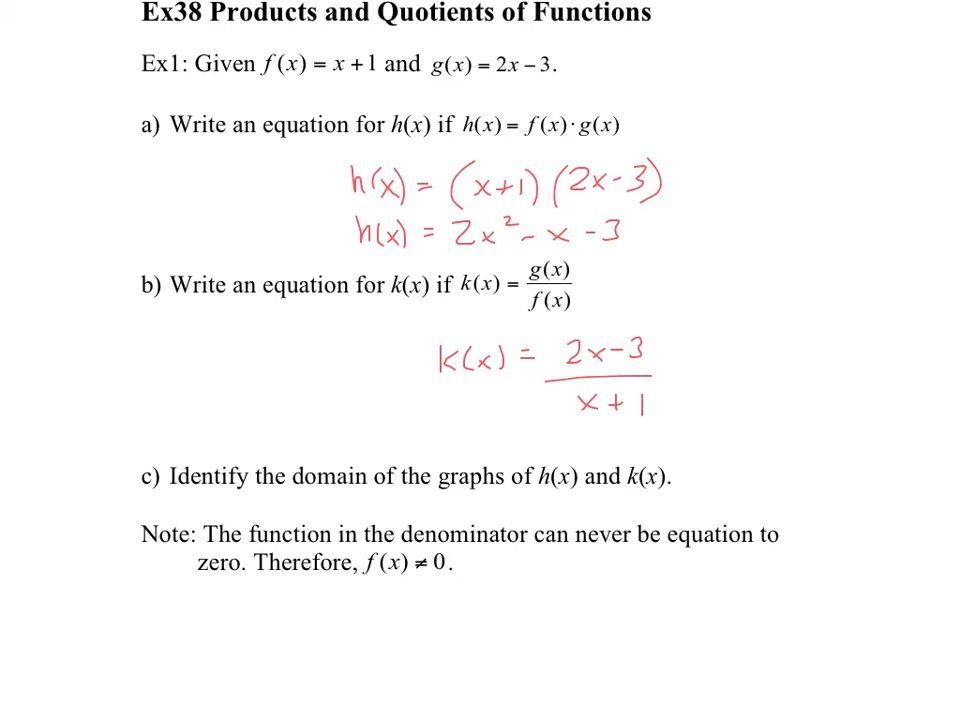 Ex38 Products and Quotients of Functions
Ex1: Given f(x) = x + 1 and g(x) = 2x − 3.
a) Write an equation for h(x) if h(x) = f(x) · g(x)
h(x) = (x+1) (2x-3)
h(x) = 2x² - x - 3
b) Write an equation for k(x) if k(x) = g(x)/f(x)
k(x) = 2x-3
x + 1
c) Identify the domain of the graphs of h(x) and k(x).
Note: The function in the denominator can never be equation to
zero. Therefore, f(x) ≠ 0.